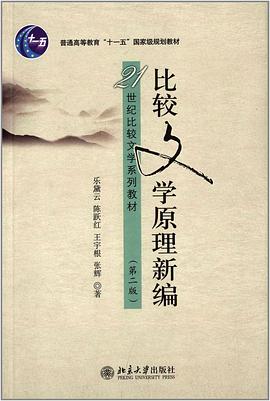 十一五
普通高等教育“十一五”国家级规划教材
21世纪比较文学系列教材
比较文学原理新编
(第二版)
乐黛云 陈跃红 王宇根 张辉 ◎ 著
北京大学出版社
PEKING UNIVERSITY PRESS